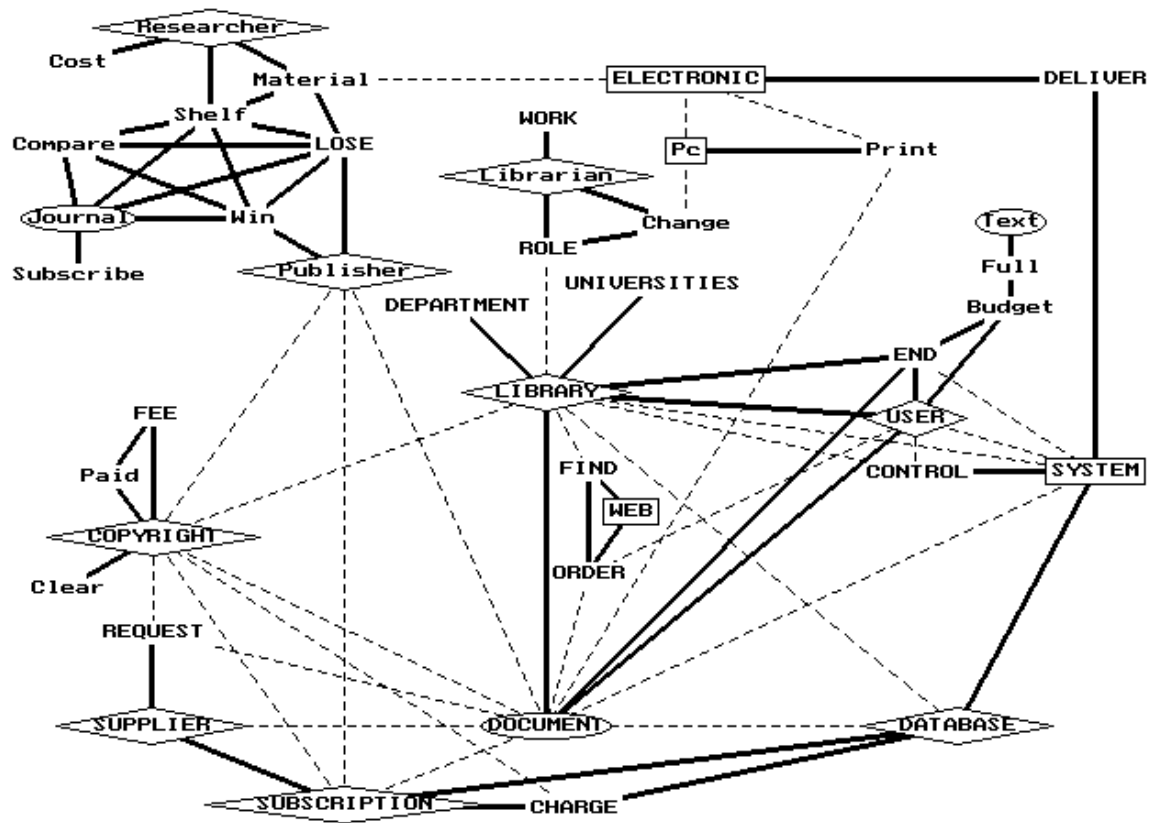 Researcher
Cost
Material
ELECTRONIC
DELIVER
Shelf
WORK
Compare
LOSE
Pc
Print
Librarian
Journal
Win
Change
Text
ROLE
Subscribe
Publisher
Full
UNIVERSITIES
DEPARTMENT
Budget
END
LIBRARY
FEE
USER
Paid
FIND
CONTROL
SYSTEM
WEB
COPYRIGHT
ORDER
Clear
REQUEST
SUPPLIER
DOCUMENT
DATABASE
SUBSCRIPTION
CHARGE